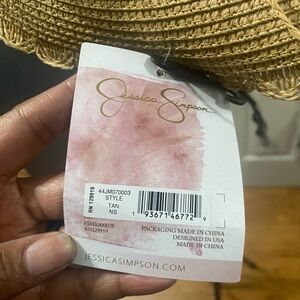 Jessica Simpson
RN 129919
44JM070003
STYLE
TAN
NS
1 93671 46772 9
RN129919
PACKAGING MADE IN CHINA
DESIGNED IN USA
MADE IN CHINA
JESSICASIMPSON.COM